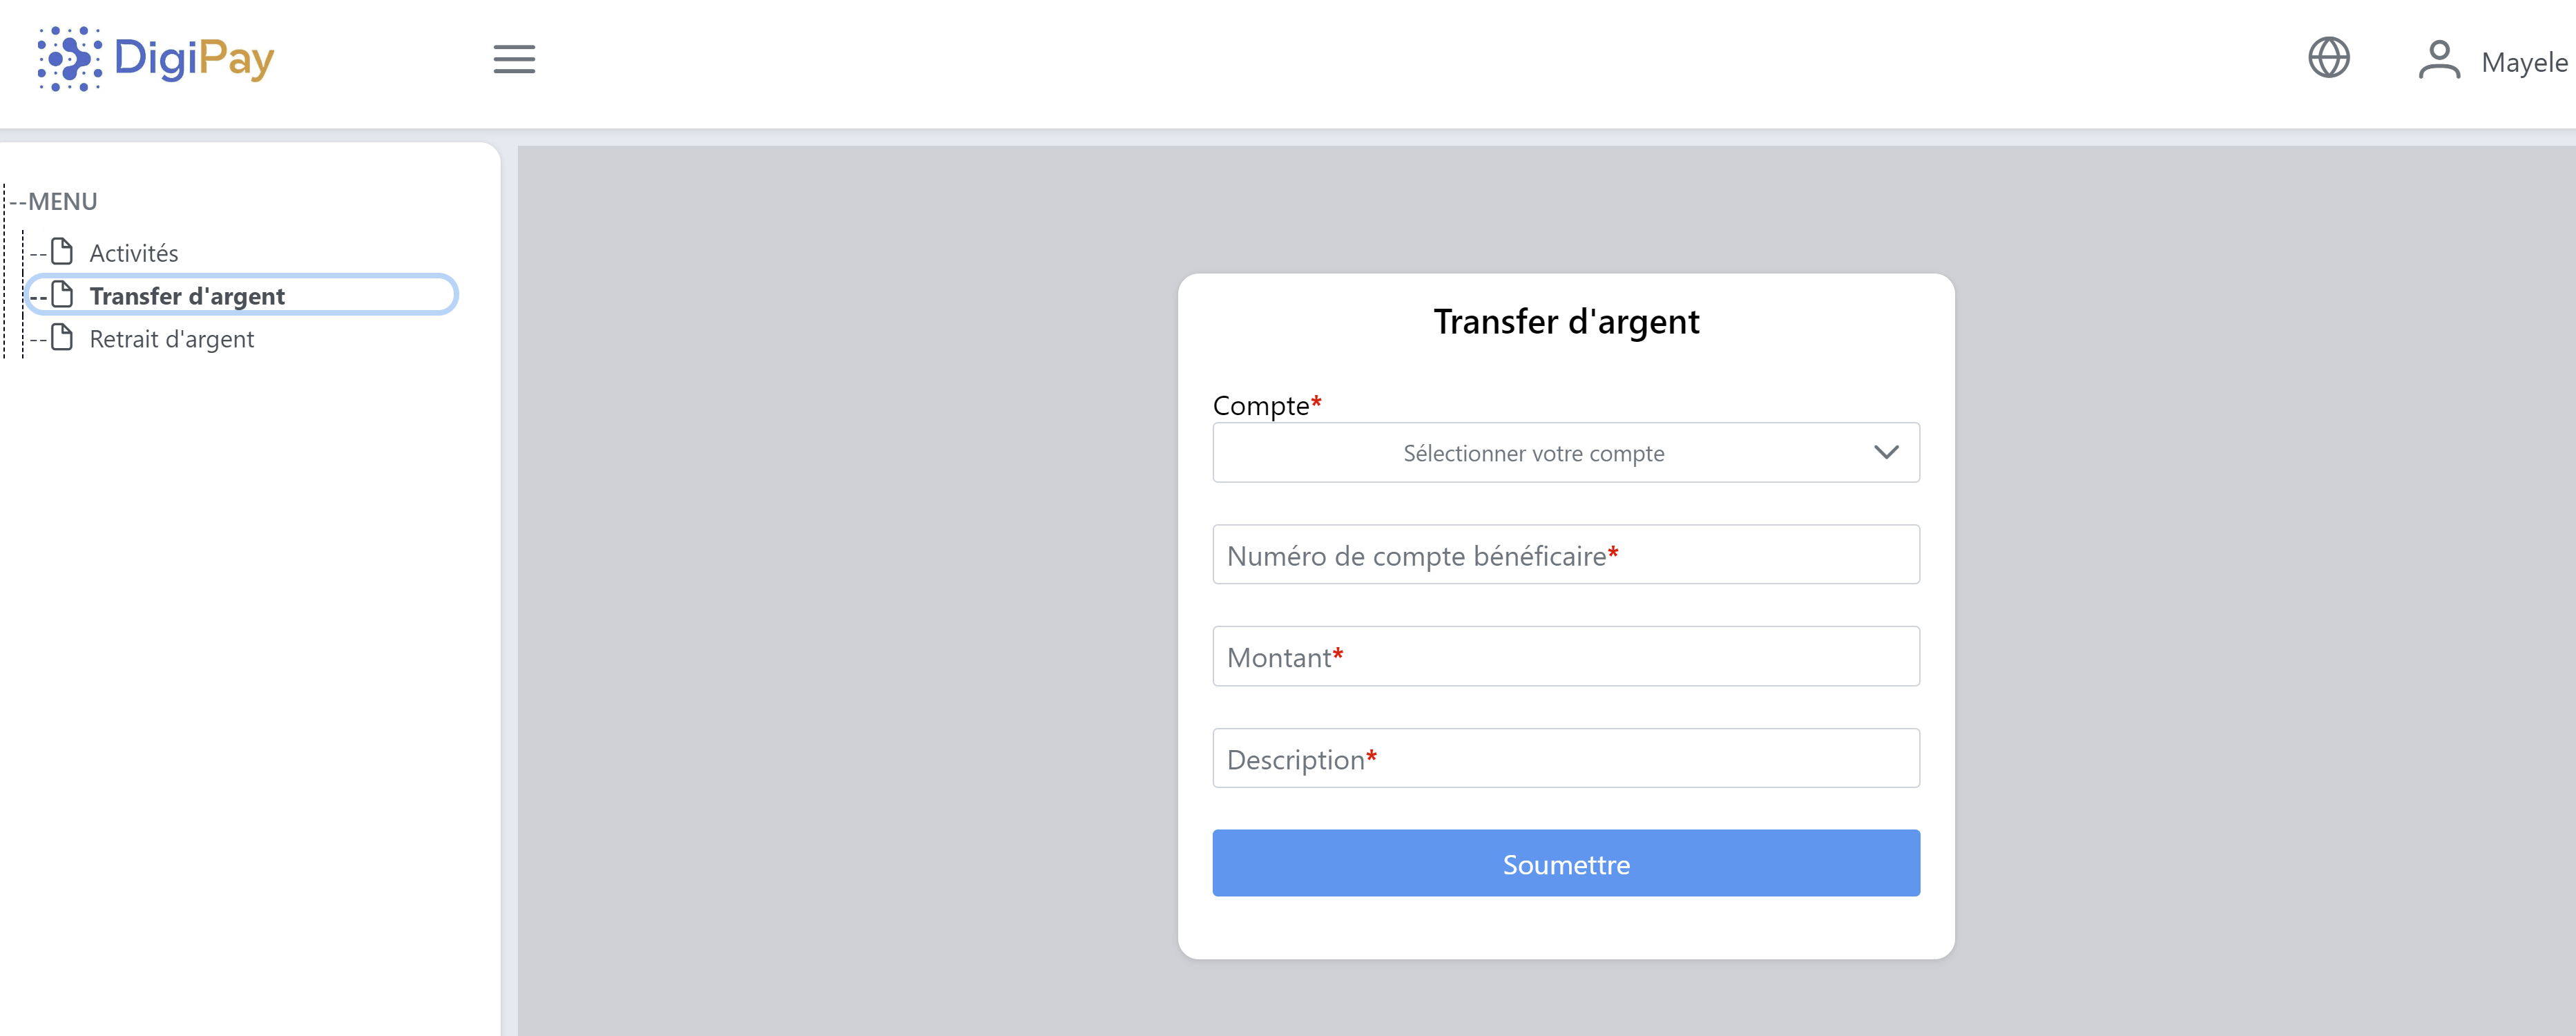 DigiPay
Mayele
--MENU
--Activités
--Transfer d'argent
--Retrait d'argent
Transfer d'argent
Compte*
Sélectionner votre compte
Numéro de compte bénéficaire*
Montant*
Description*
Soumettre